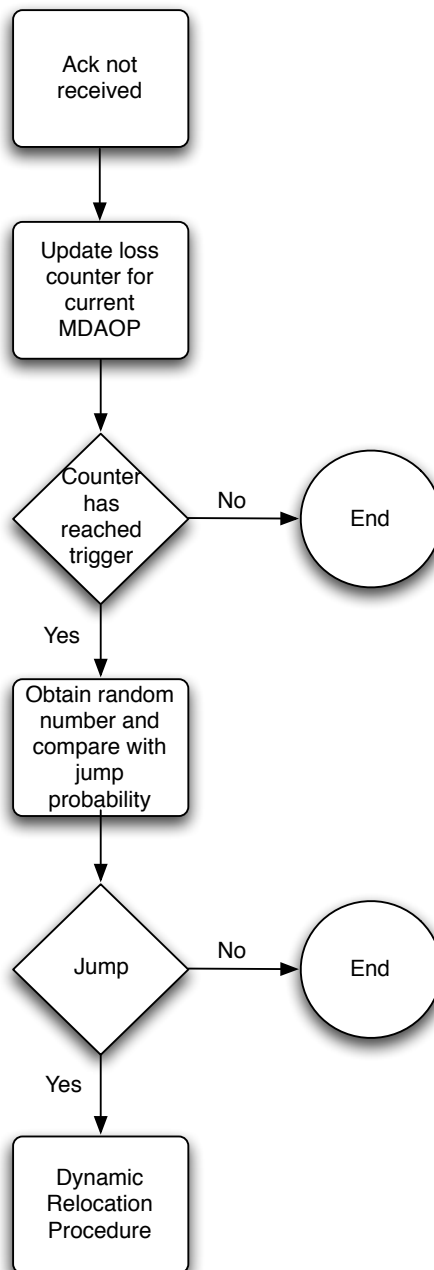 Ack not
received
Update loss
counter for
current
MDAOP
Counter
has
reached
trigger
No
End
Yes
Obtain random
number and
compare with
jump
probability
Jump
No
End
Yes
Dynamic
Relocation
Procedure